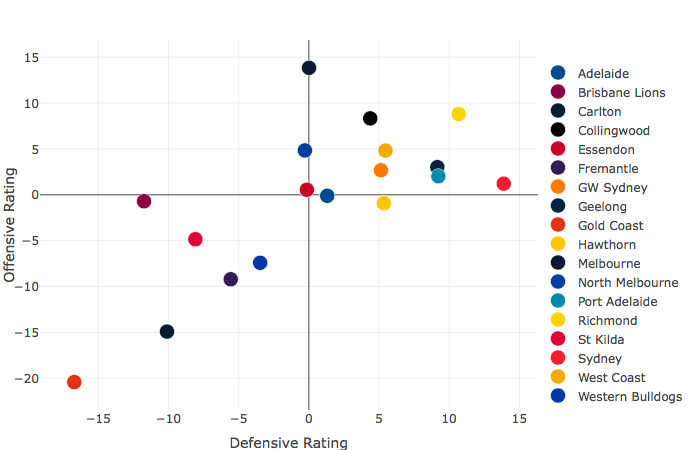 15
10
5
0
−5
−10
−15
−20
Offensive Rating
−15 −10 −5 0 5 10 15
Defensive Rating
Adelaide
Brisbane Lions
Carlton
Collingwood
Essendon
Fremantle
GW Sydney
Geelong
Gold Coast
Hawthorn
Melbourne
North Melbourne
Port Adelaide
Richmond
St Kilda
Sydney
West Coast
Western Bulldogs